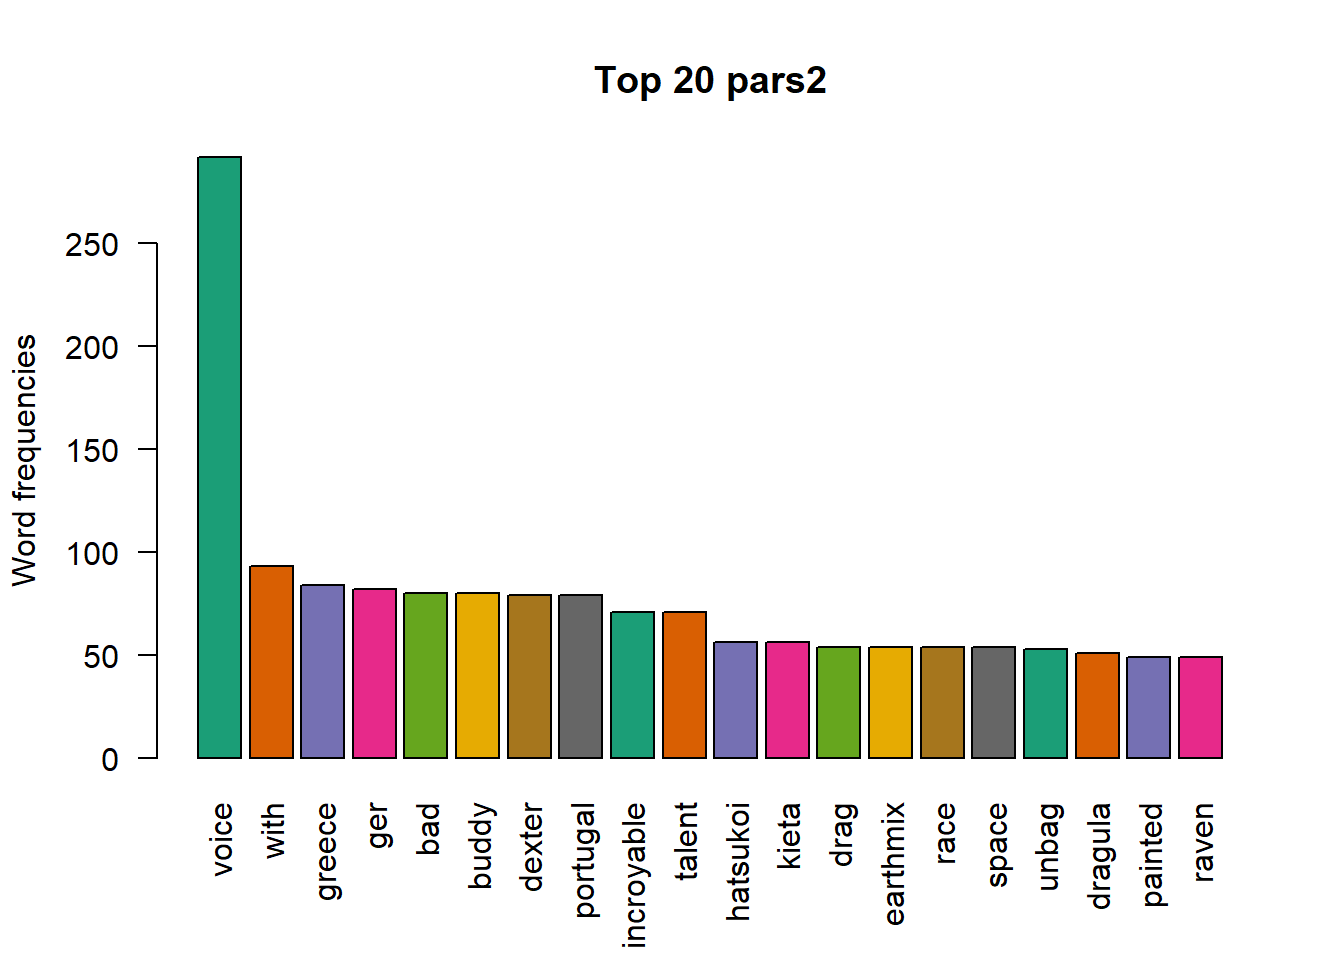 Top 20 pars2
Word frequencies
250
200
150
100
50
0
voice
with
greece
ger
bad
buddy
dexter
portugal
incroyable
talent
hatsukoi
kieta
drag
earthmix
race
space
unbag
dragula
painted
raven